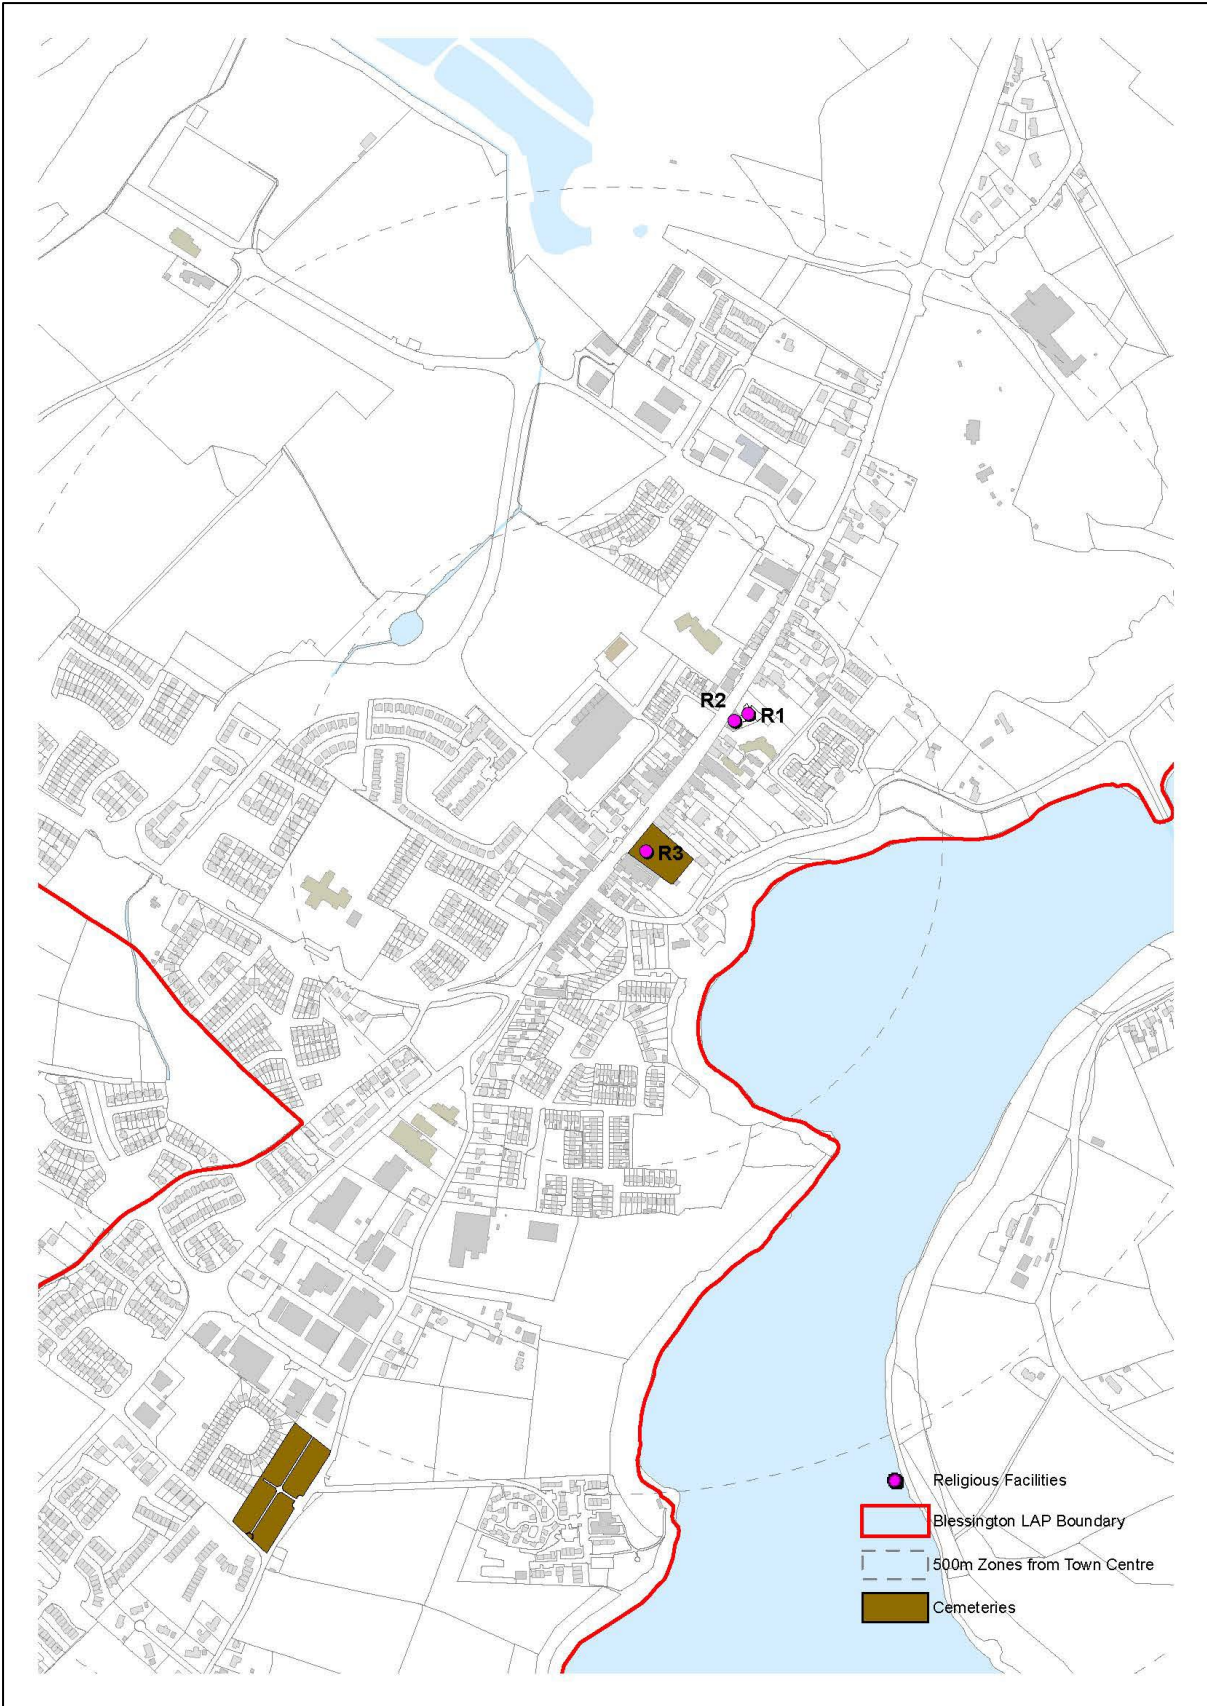 R2
R1
R3
Religious Facilities
Blessington LAP Boundary
500m Zones from Town Centre
Cemeteries